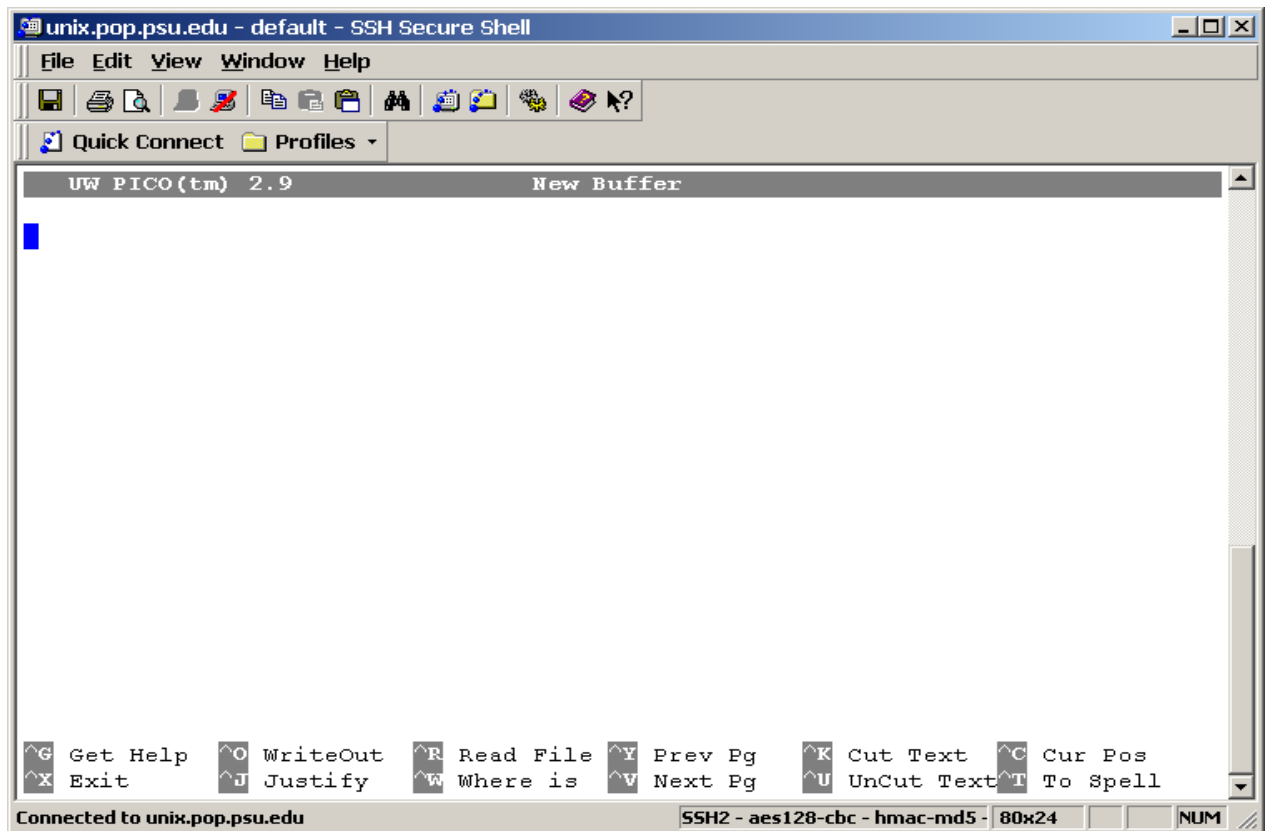 unix.pop.psu.edu - default - SSH Secure Shell
File Edit View Window Help
Quick Connect Profiles
UW PICO(tm) 2.9 New Buffer
^G Get Help ^O WriteOut ^R Read File ^Y Prev Pg ^K Cut Text ^C Cur Pos
^X Exit ^J Justify ^W Where is ^V Next Pg ^U UnCut Text ^T To Spell
Connected to unix.pop.psu.edu SSH2 - aes128-cbc - hmac-md5 - 80x24 NUM